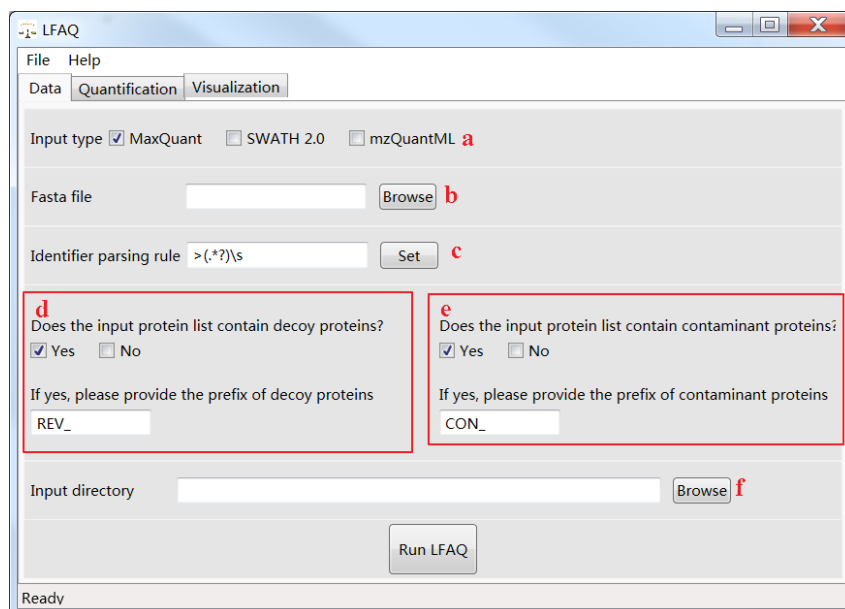 LFAQ
File Help
Data Quantification Visualization
Input type MaxQuant SWATH 2.0 mzQuantML a
Fasta file Browse b
Identifier parsing rule >(.*?)\s Set c
d
Does the input protein list contain decoy proteins?
Yes No
If yes, please provide the prefix of decoy proteins
REV_
e
Does the input protein list contain contaminant proteins?
Yes No
If yes, please provide the prefix of contaminant proteins
CON_
Input directory Browse f
Run LFAQ
Ready